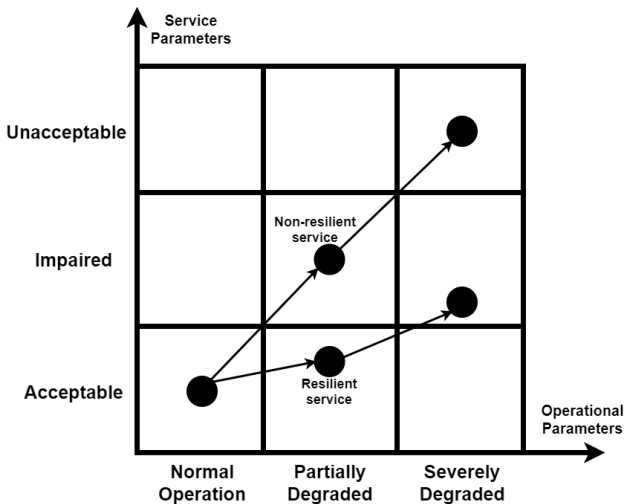 Service
Parameters
Unacceptable
Non-resilient
service
Impaired
Resilient
service
Acceptable
Operational
Parameters
Normal
Operation
Partially
Degraded
Severely
Degraded